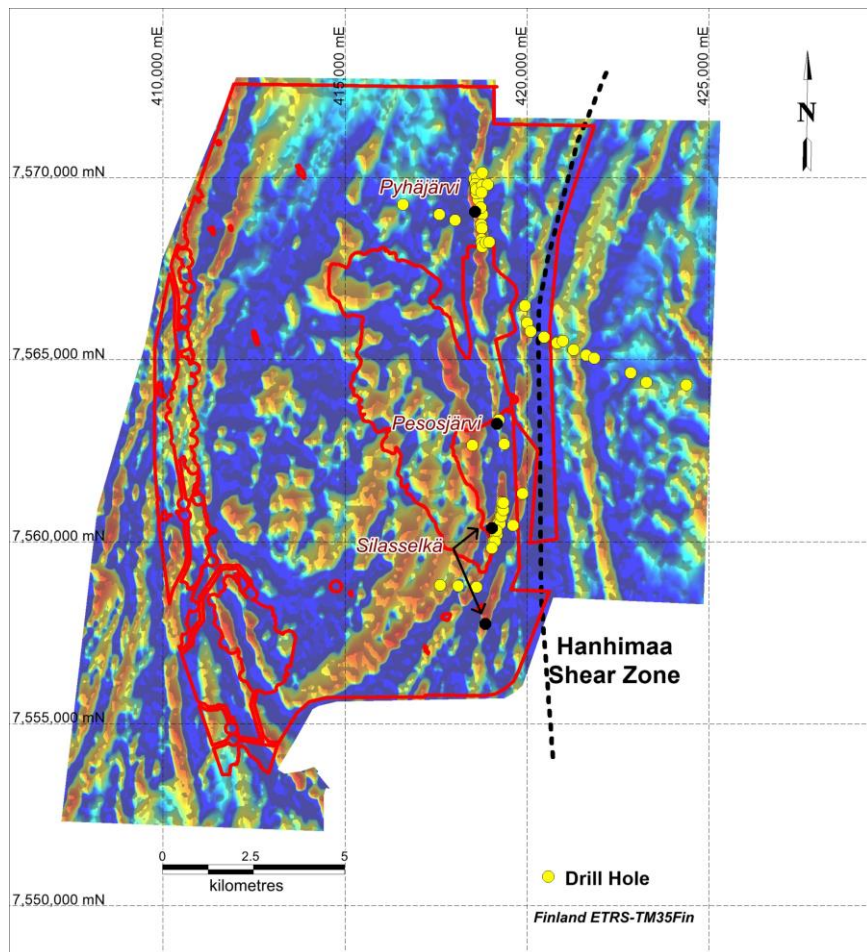 410,000 mE
415,000 mE
420,000 mE
425,000 mE
N
7,570,000 mN
Pyhäjärvi
7,565,000 mN
Pesosjärvi
7,560,000 mN
Silasselkä
Hanhimaa
Shear Zone
7,555,000 mN
0 2.5 5
kilometres
Drill Hole
7,550,000 mN
Finland ETRS-TM35Fin